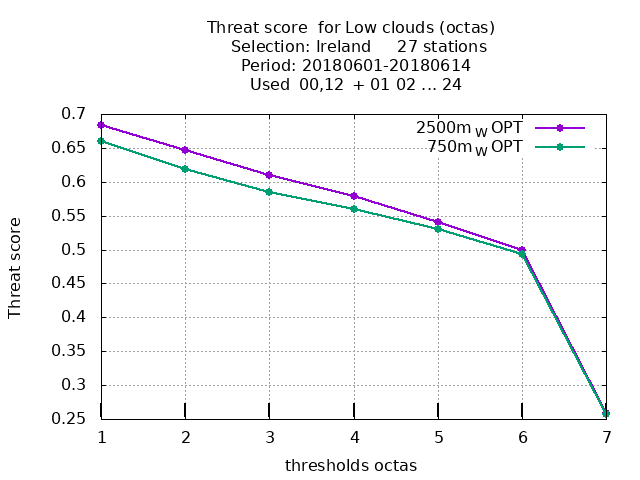 Threat score  for Low clouds (octas)
Selection: Ireland     27 stations
Period: 20180601-20180614
Used  00,12  + 01 02 ... 24
2500m W OPT
750m W OPT
0.7
0.65
0.6
0.55
0.5
0.45
0.4
0.35
0.3
0.25
Threat score
1 2 3 4 5 6 7
thresholds octas